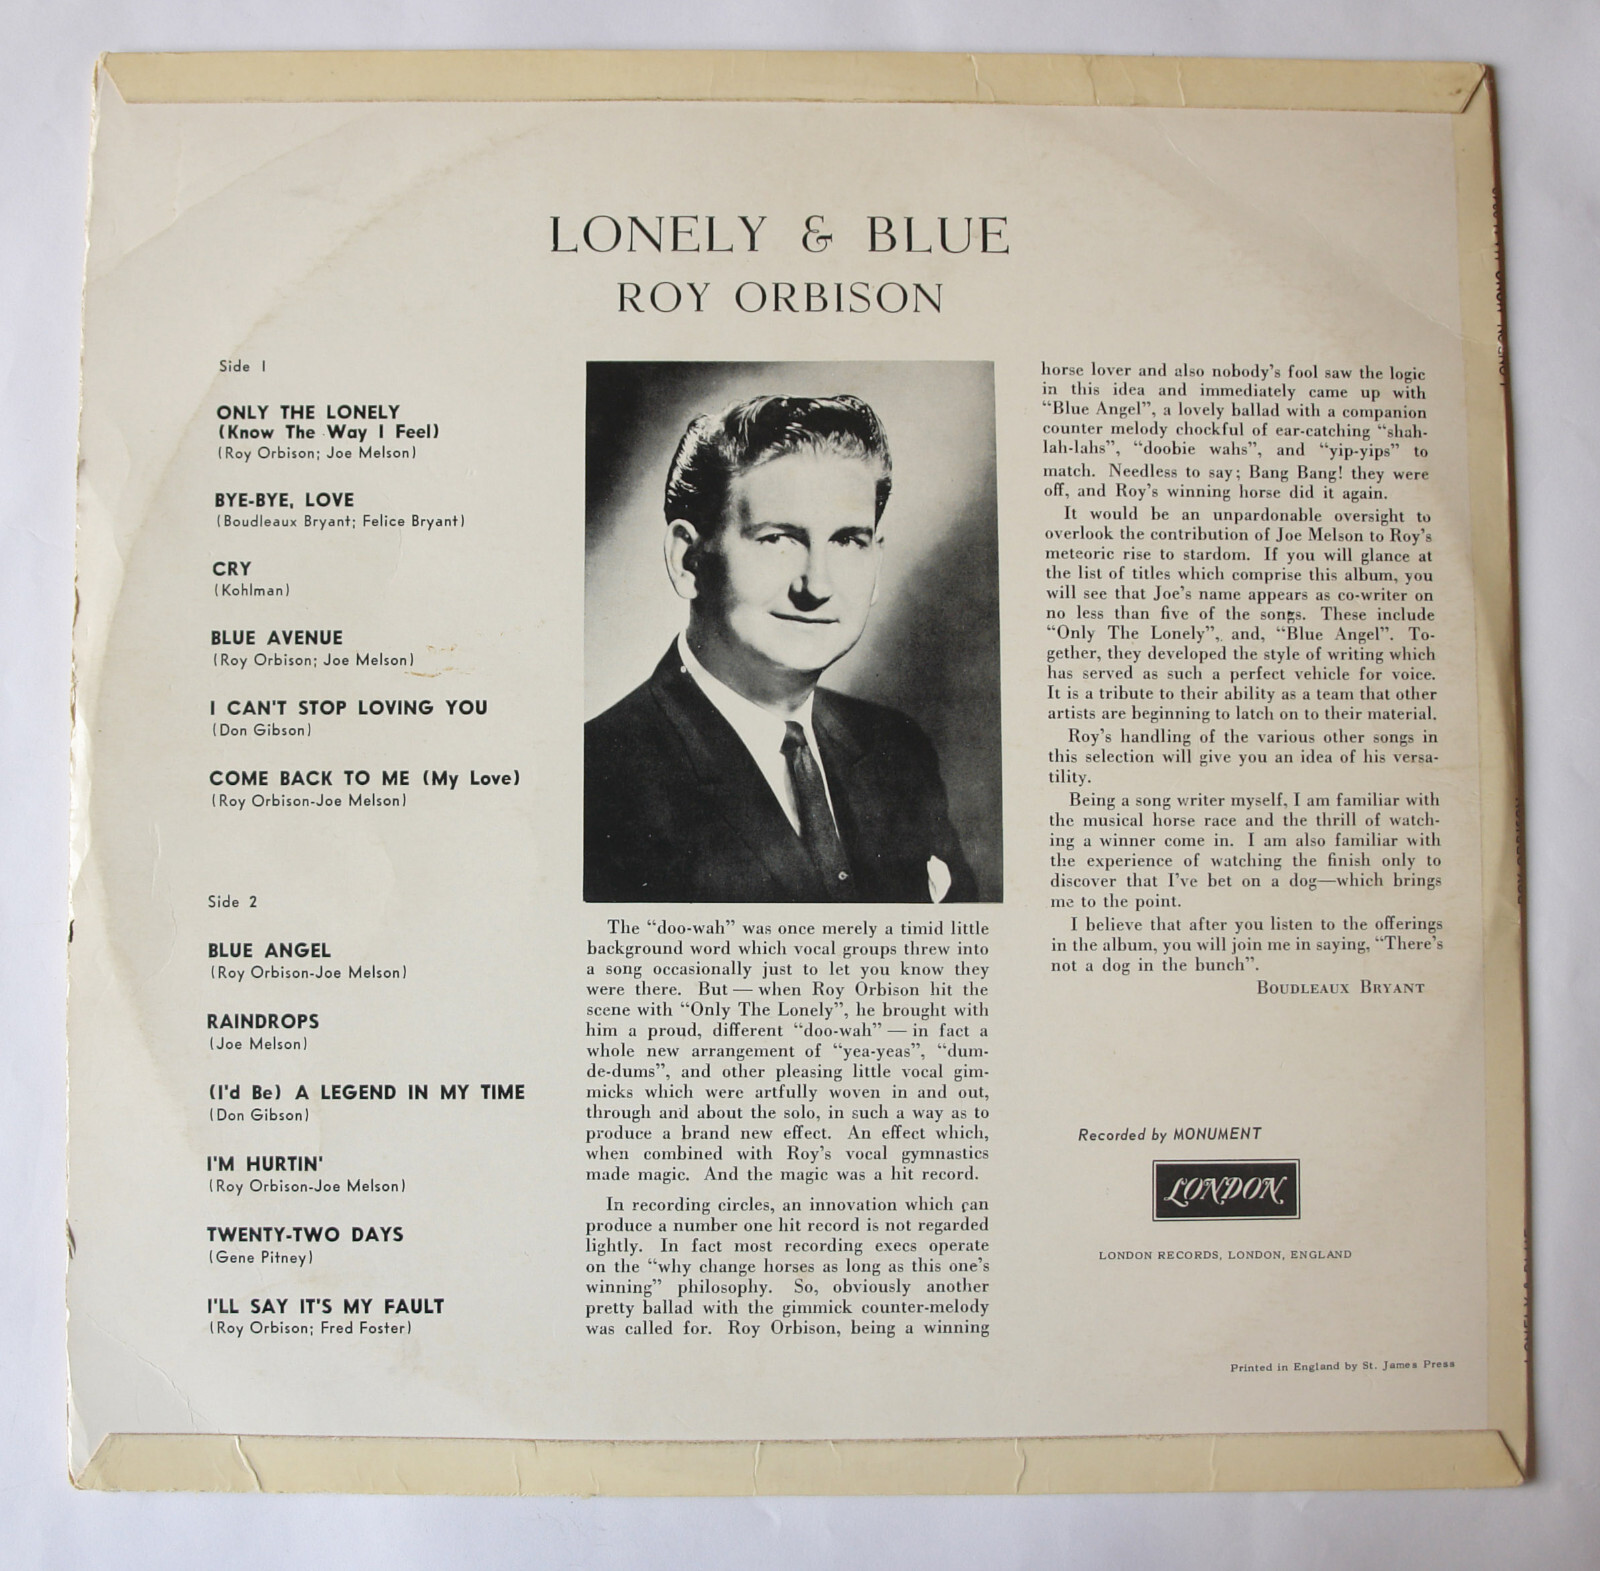 LONELY & BLUE
ROY ORBISON
Side 1
ONLY THE LONELY
(Know The Way I Feel)
(Roy Orbison; Joe Melson)
BYE-BYE, LOVE
(Boudleaux Bryant; Felice Bryant)
CRY
(Kohlman)
BLUE AVENUE
(Roy Orbison; Joe Melson)
I CAN'T STOP LOVING YOU
(Don Gibson)
COME BACK TO ME (My Love)
(Roy Orbison-Joe Melson)
Side 2
BLUE ANGEL
(Roy Orbison-Joe Melson)
RAINDROPS
(Joe Melson)
(I'd Be) A LEGEND IN MY TIME
(Don Gibson)
I'M HURTIN'
(Roy Orbison-Joe Melson)
TWENTY-TWO DAYS
(Gene Pitney)
I'LL SAY IT'S MY FAULT
(Roy Orbison; Fred Foster)
The “doo-wah” was once merely a timid little
background word which vocal groups threw into
a song occasionally just to let you know they
were there. But — when Roy Orbison hit the
scene with “Only The Lonely”, he brought with
him a proud, different “doo-wah” — in fact a
whole new arrangement of “yea-yeas”, “dum-
de-dums”, and other pleasing little vocal gim-
micks which were artfully woven in and out,
through and about the solo, in such a way as to
produce a brand new effect. An effect which,
when combined with Roy's vocal gymnastics
made magic. And the magic was a hit record.
In recording circles, an innovation which can
produce a number one hit record is not regarded
lightly. In fact most recording execs operate
on the “why change horses as long as this one's
winning” philosophy. So, obviously another
pretty ballad with the gimmick counter-melody
was called for. Roy Orbison, being a winning
horse lover and also nobody's fool saw the logic
in this idea and immediately came up with
“Blue Angel”, a lovely ballad with a companion
counter melody chockful of ear-catching “shah-
lah-lahs”, “doobie wahs”, and “yip-yips” to
match. Needless to say; Bang Bang! they were
off, and Roy's winning horse did it again.
It would be an unpardonable oversight to
overlook the contribution of Joe Melson to Roy's
meteoric rise to stardom. If you will glance at
the list of titles which comprise this album, you
will see that Joe's name appears as co-writer on
no less than five of the songs. These include
“Only The Lonely”, and, “Blue Angel”. To-
gether, they developed the style of writing which
has served as such a perfect vehicle for voice.
It is a tribute to their ability as a team that other
artists are beginning to latch on to their material.
Roy's handling of the various other songs in
this selection will give you an idea of his versa-
tility.
Being a song writer myself, I am familiar with
the musical horse race and the thrill of watch-
ing a winner come in. I am also familiar with
the experience of watching the finish only to
discover that I've bet on a dog—which brings
me to the point.
I believe that after you listen to the offerings
in the album, you will join me in saying, “There's
not a dog in the bunch”.
BOUDLEAUX BRYANT
Recorded by MONUMENT
LONDON
LONDON RECORDS, LONDON, ENGLAND
Printed in England by St. James Press